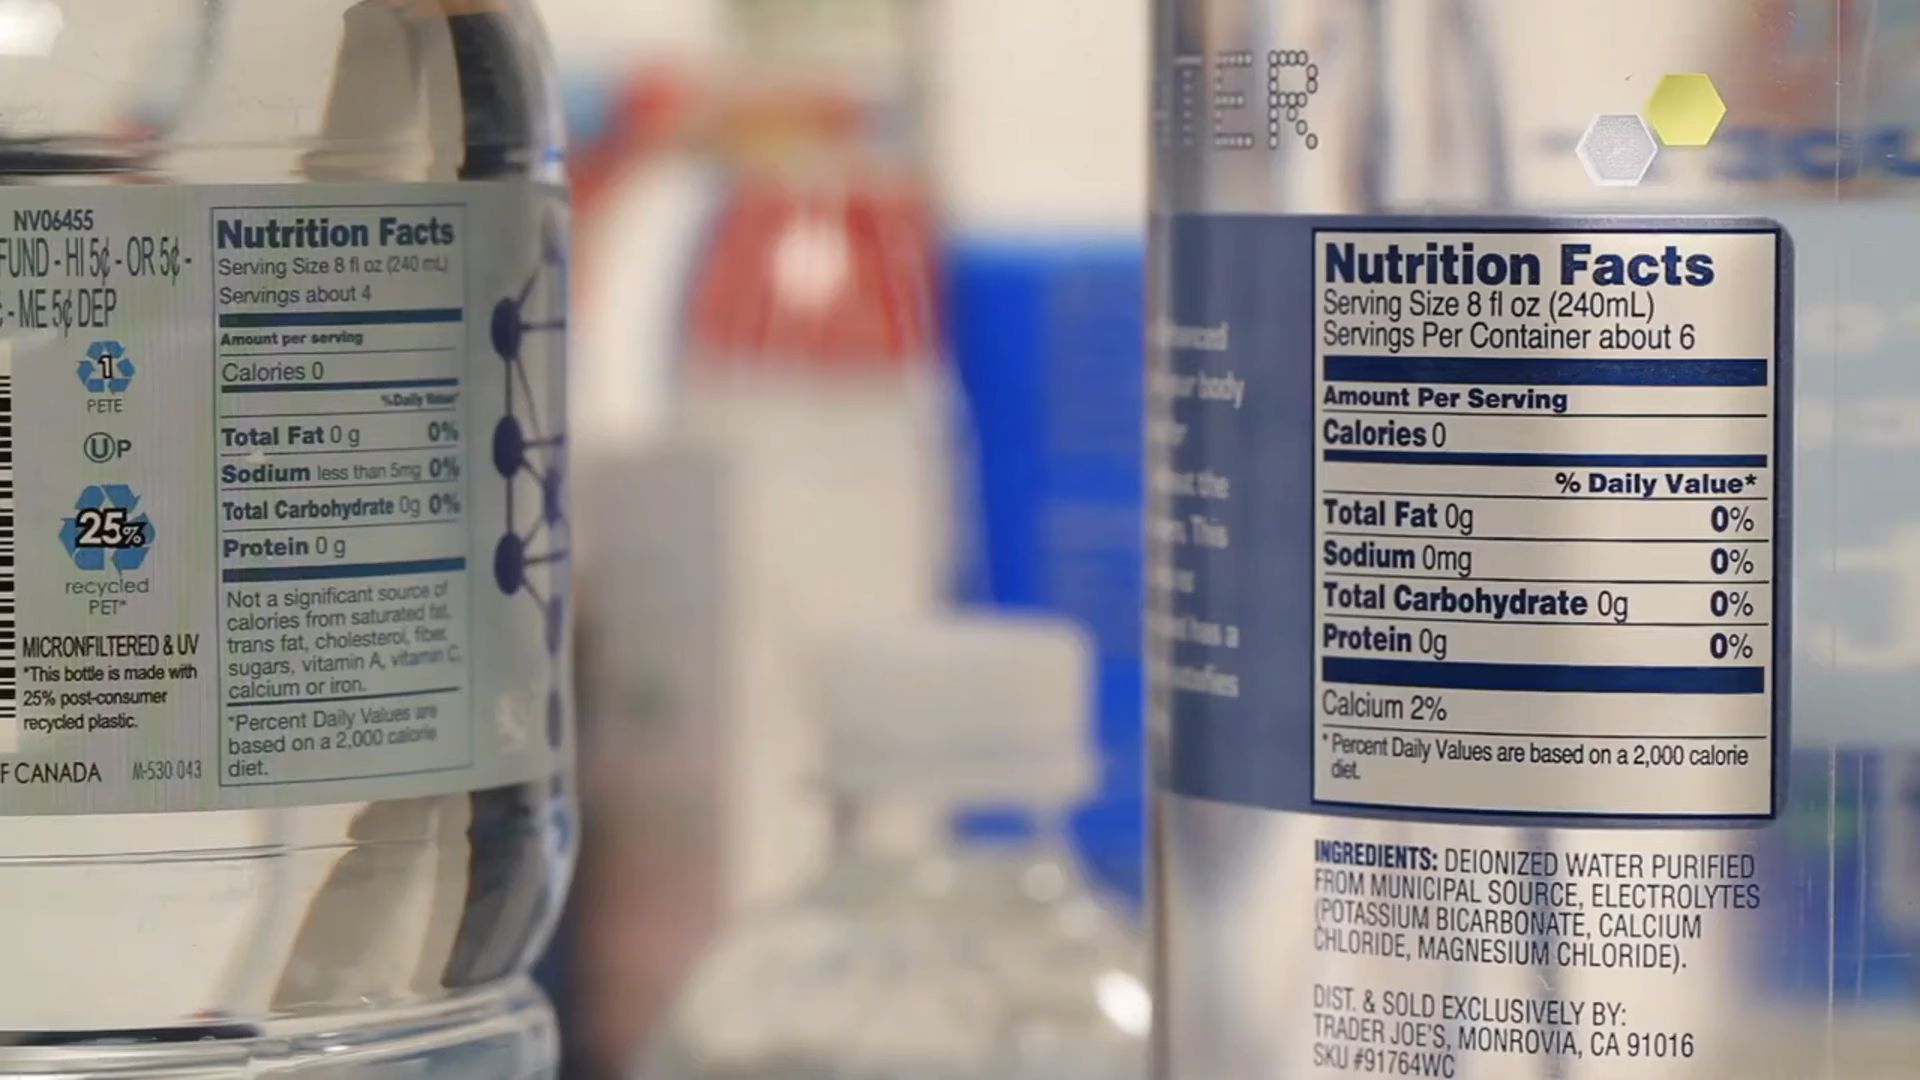 NV06455
FUND - HI 5¢ - OR 5¢ -
- ME 5¢ DEP
1
PETE
UP
25%
recycled
PET*
MICRONFILTERED & UV
*This bottle is made with
25% post-consumer
recycled plastic.
F CANADA M-530 043
Nutrition Facts
Serving Size 8 fl oz (240 mL)
Servings about 4
Amount per serving
Calories 0
%Daily Value*
Total Fat 0 g 0%
Sodium less than 5mg 0%
Total Carbohydrate 0g 0%
Protein 0 g
Not a significant source of
calories from saturated fat,
trans fat, cholesterol, fiber,
sugars, vitamin A, vitamin C,
calcium or iron.
*Percent Daily Values are
based on a 2,000 calorie
diet.
TER
body
the
This
has a
Nutrition Facts
Serving Size 8 fl oz (240mL)
Servings Per Container about 6
Amount Per Serving
Calories 0
% Daily Value*
Total Fat 0g 0%
Sodium 0mg 0%
Total Carbohydrate 0g 0%
Protein 0g 0%
Calcium 2%
* Percent Daily Values are based on a 2,000 calorie
diet.
INGREDIENTS: DEIONIZED WATER PURIFIED
FROM MUNICIPAL SOURCE, ELECTROLYTES
(POTASSIUM BICARBONATE, CALCIUM
CHLORIDE, MAGNESIUM CHLORIDE).
DIST. & SOLD EXCLUSIVELY BY:
TRADER JOE'S, MONROVIA, CA 91016
SKU #91764WC